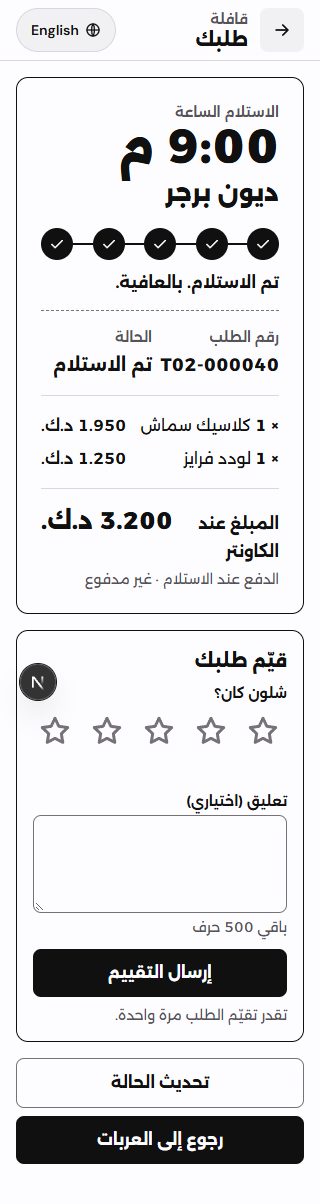 قافلة
طلبك
English
الاستلام الساعة
9:00 م
ديون برجر
تم الاستلام. بالعافية.
رقم الطلب
الحالة
T02-000040
تم الاستلام
× 1 كلاسيك سماش
1.950 د.ك.
× 1 لودد فرايز
1.250 د.ك.
المبلغ عند
الكاونتر
3.200 د.ك.
الدفع عند الاستلام · غير مدفوع
قيّم طلبك
شلون كان؟
N
تعليق (اختياري)
باقي 500 حرف
إرسال التقييم
تقدر تقيّم الطلب مرة واحدة.
تحديث الحالة
رجوع إلى العربات